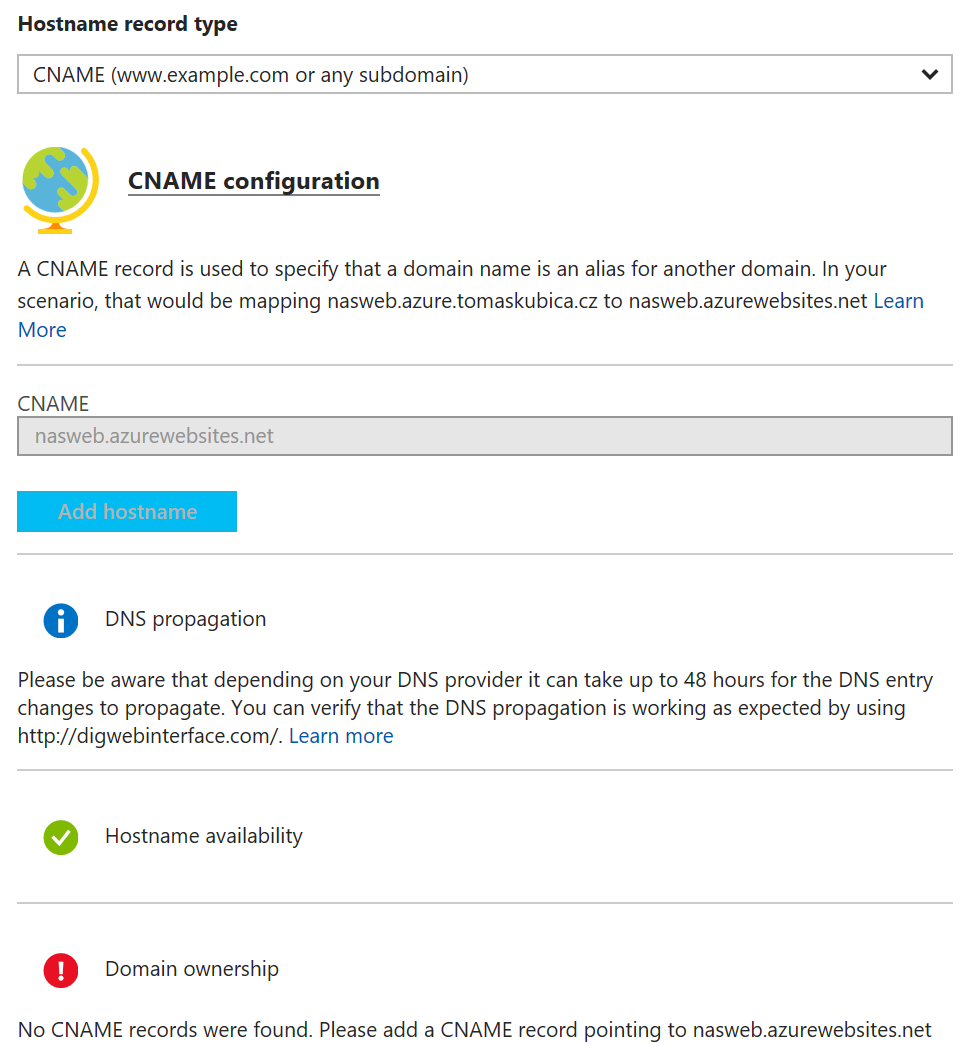 Hostname record type
CNAME (www.example.com or any subdomain)
CNAME configuration
A CNAME record is used to specify that a domain name is an alias for another domain. In your
scenario, that would be mapping nasweb.azure.tomaskubica.cz to nasweb.azurewebsites.net Learn
More
CNAME
nasweb.azurewebsites.net
Add hostname
DNS propagation
Please be aware that depending on your DNS provider it can take up to 48 hours for the DNS entry
changes to propagate. You can verify that the DNS propagation is working as expected by using
http://digwebinterface.com/. Learn more
Hostname availability
Domain ownership
No CNAME records were found. Please add a CNAME record pointing to nasweb.azurewebsites.net